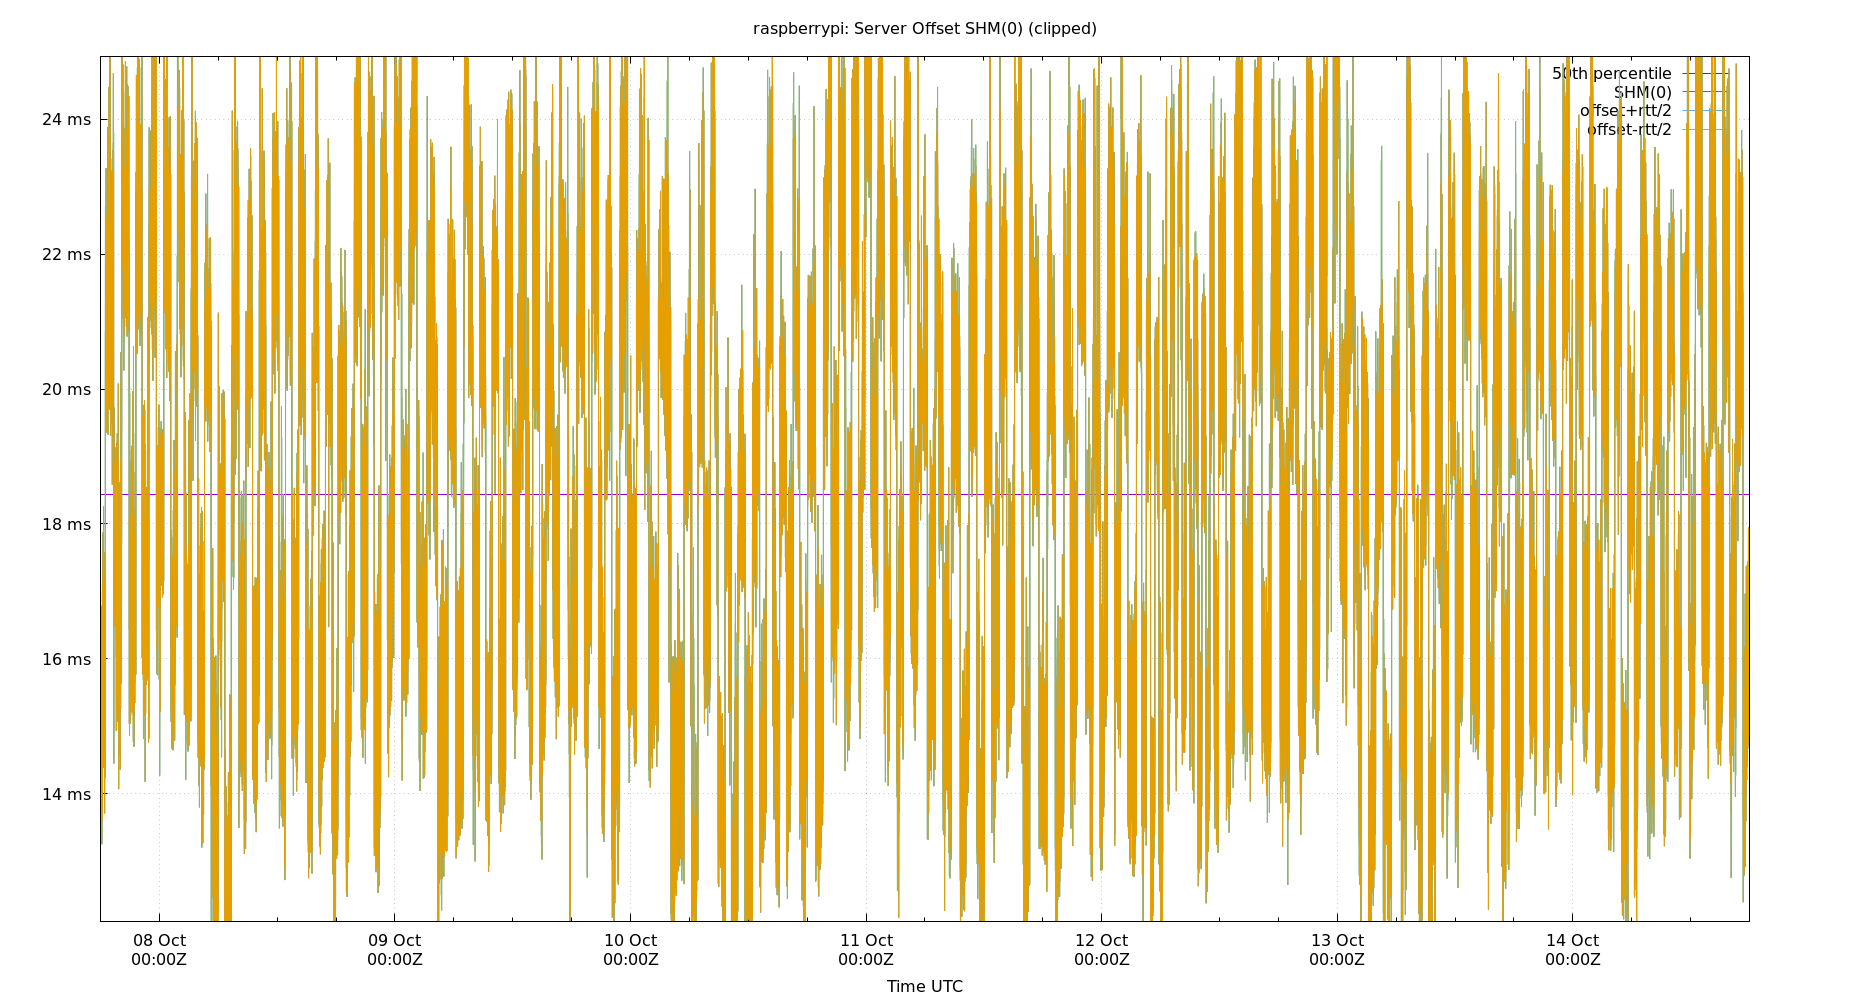 raspberrypi: Server Offset SHM(0) (clipped)
50th percentile
SHM(0)
offset+rtt/2
offset-rtt/2
24 ms
22 ms
20 ms
18 ms
16 ms
14 ms
08 Oct
00:00Z
09 Oct
00:00Z
10 Oct
00:00Z
11 Oct
00:00Z
12 Oct
00:00Z
13 Oct
00:00Z
14 Oct
00:00Z
Time UTC